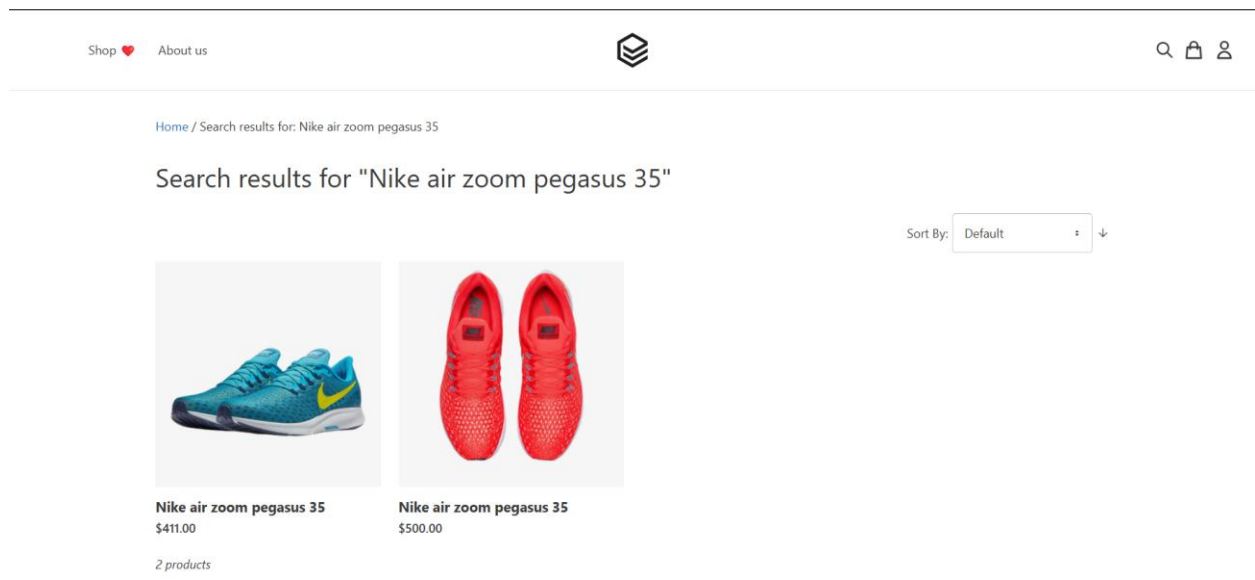 Shop ❤️ About us
Home / Search results for: Nike air zoom pegasus 35
Search results for "Nike air zoom pegasus 35"
Sort By: Default ↓
Nike air zoom pegasus 35 Nike air zoom pegasus 35
$411.00 $500.00
2 products